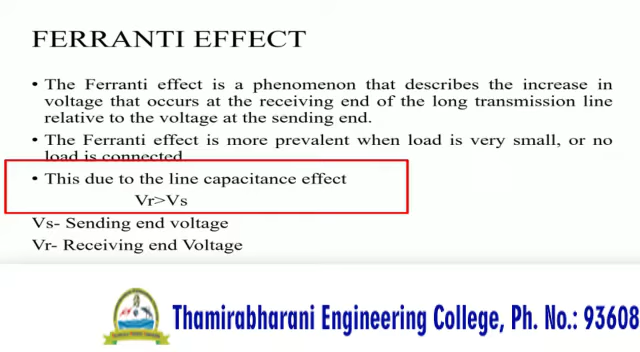 FERRANTI EFFECT
• The Ferranti effect is a phenomenon that describes the increase in
voltage that occurs at the receiving end of the long transmission line
relative to the voltage at the sending end.
• The Ferranti effect is more prevalent when load is very small, or no
load is connected
• This due to the line capacitance effect
Vr>Vs
Vs- Sending end voltage
Vr- Receiving end Voltage
Thamirabharani Engineering College, Ph. No.: 93608